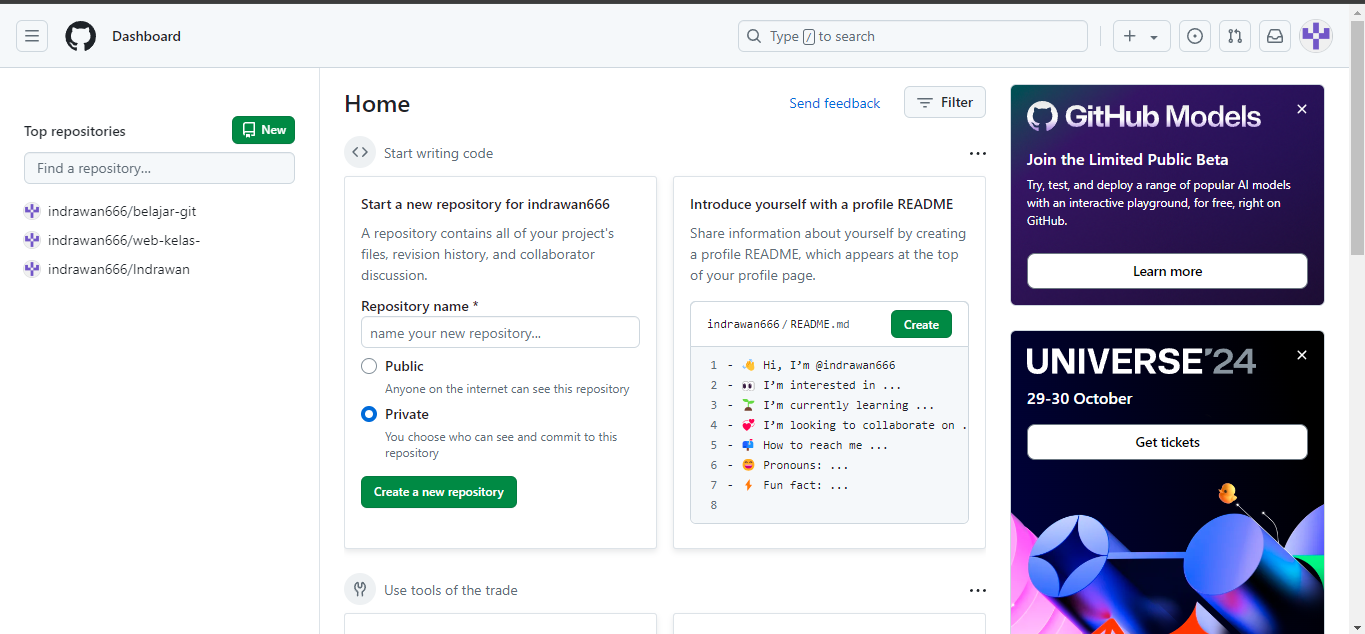 Dashboard
Type / to search
Top repositories
New
Find a repository...
indrawan666/belajar-git
indrawan666/web-kelas-
indrawan666/Indrawan
Home
Send feedback
Filter
Start writing code
Start a new repository for indrawan666
A repository contains all of your project's
files, revision history, and collaborator
discussion.
Repository name *
name your new repository...
Public
Anyone on the internet can see this repository
Private
You choose who can see and commit to this
repository
Create a new repository
Introduce yourself with a profile README
Share information about yourself by creating
a profile README, which appears at the top
of your profile page.
indrawan666/README.md
Create
1 - 👋 Hi, I'm @indrawan666
2 - 👀 I'm interested in ...
3 - 🌱 I'm currently learning ...
4 - 💞️ I'm looking to collaborate on .
5 - 📫 How to reach me ...
6 - 😄 Pronouns: ...
7 - ⚡ Fun fact: ...
8
Use tools of the trade
GitHub Models
Join the Limited Public Beta
Try, test, and deploy a range of popular AI models
with an interactive playground, for free, right on
GitHub.
Learn more
UNIVERSE'24
29-30 October
Get tickets